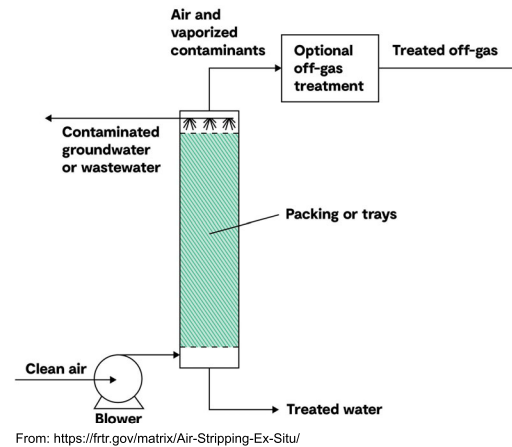 Air and
vaporized
contaminants
Optional
off-gas
treatment
Treated off-gas
Contaminated
groundwater
or wastewater
Packing or trays
Clean air
Blower
Treated water
From: https://frtr.gov/matrix/Air-Stripping-Ex-Situ/